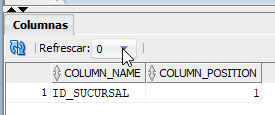 Columnas
Refrescar: 0
COLUMN_NAME COLUMN_POSITION
1 ID_SUCURSAL 1